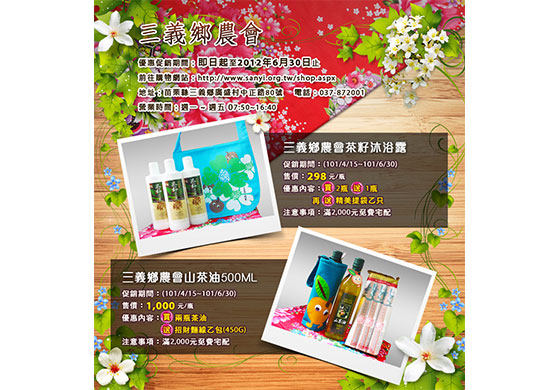 三義鄉農會
優惠促銷期間：即日起至2012年6月30日止
前往購物網站：http://www.sanyi.org.tw/shop.aspx
地址：苗栗縣三義鄉廣盛村中正路80號 電話：037-872001
營業時間：週一～週五 07:50~16:40
三義鄉農會茶籽沐浴露
促銷期間：(101/4/15~101/6/30)
售價：298 元/瓶
優惠內容：買 2瓶 送 1瓶
再 送 精美提袋乙只
注意事項：滿2,000元免費宅配
三義鄉農會山茶油500ML
促銷期間：(101/4/15~101/6/30)
售價：1,000 元/瓶
優惠內容：買 兩瓶茶油
送 招財麵線乙包(450G)
注意事項：滿2,000元免費宅配